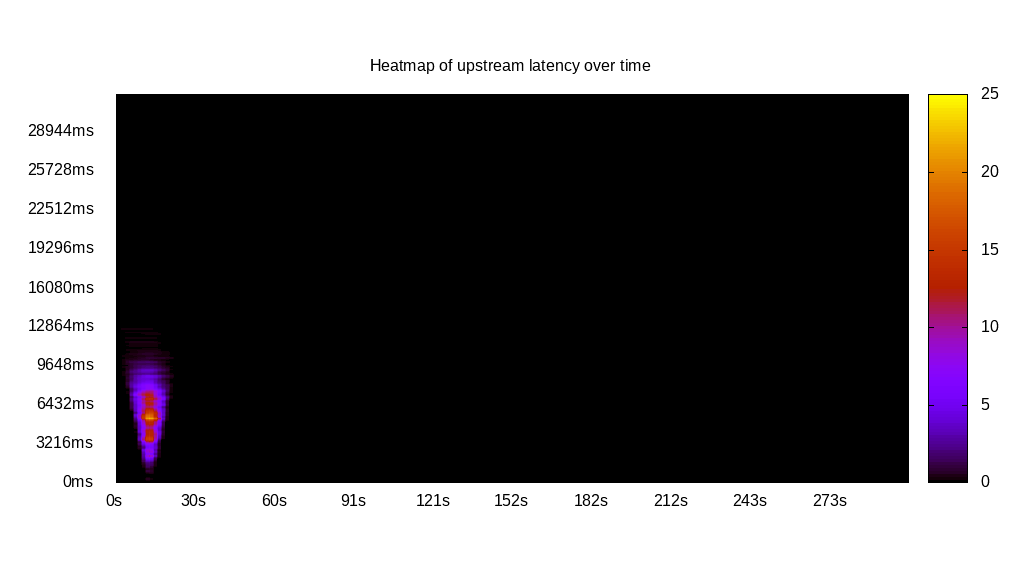 Heatmap of upstream latency over time
28944ms
25728ms
22512ms
19296ms
16080ms
12864ms
9648ms
6432ms
3216ms
0ms
0s 30s 60s 91s 121s 152s 182s 212s 243s 273s
25
20
15
10
5
0